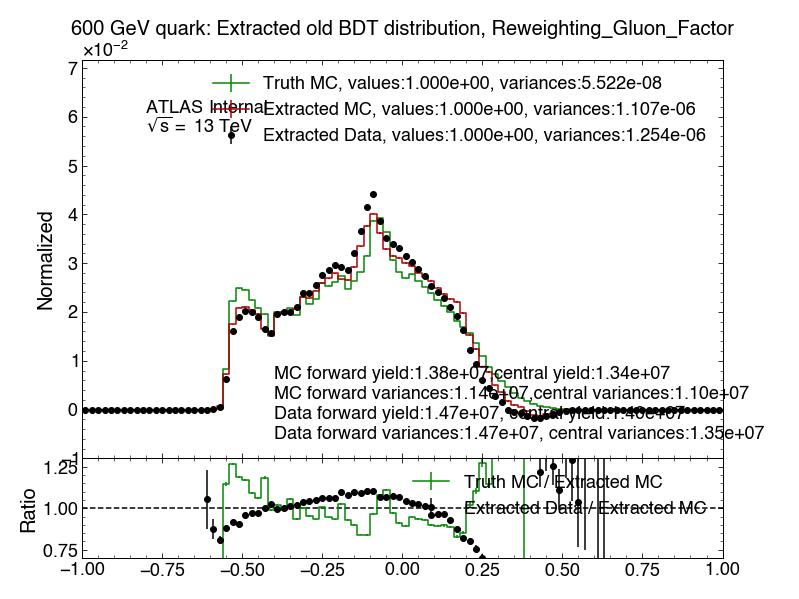 600 GeV quark: Extracted old BDT distribution, Reweighting_Gluon_Factor
×10⁻²
7
6
5
4
3
2
1
0
−1
Normalized
ATLAS Internal
√s = 13 TeV
Truth MC, values:1.000e+00, variances:5.522e-08
Extracted MC, values:1.000e+00, variances:1.107e-06
Extracted Data, values:1.000e+00, variances:1.254e-06
MC forward yield:1.38e+07,central yield:1.34e+07
MC forward variances:1.14e+07,central variances:1.10e+07
Data forward yield:1.47e+07, central yield:1.40e+07
Data forward variances:1.47e+07, central variances:1.35e+07
1.25
1.00
0.75
Ratio
Truth MC / Extracted MC
Extracted Data / Extracted MC
−1.00 −0.75 −0.50 −0.25 0.00 0.25 0.50 0.75 1.00